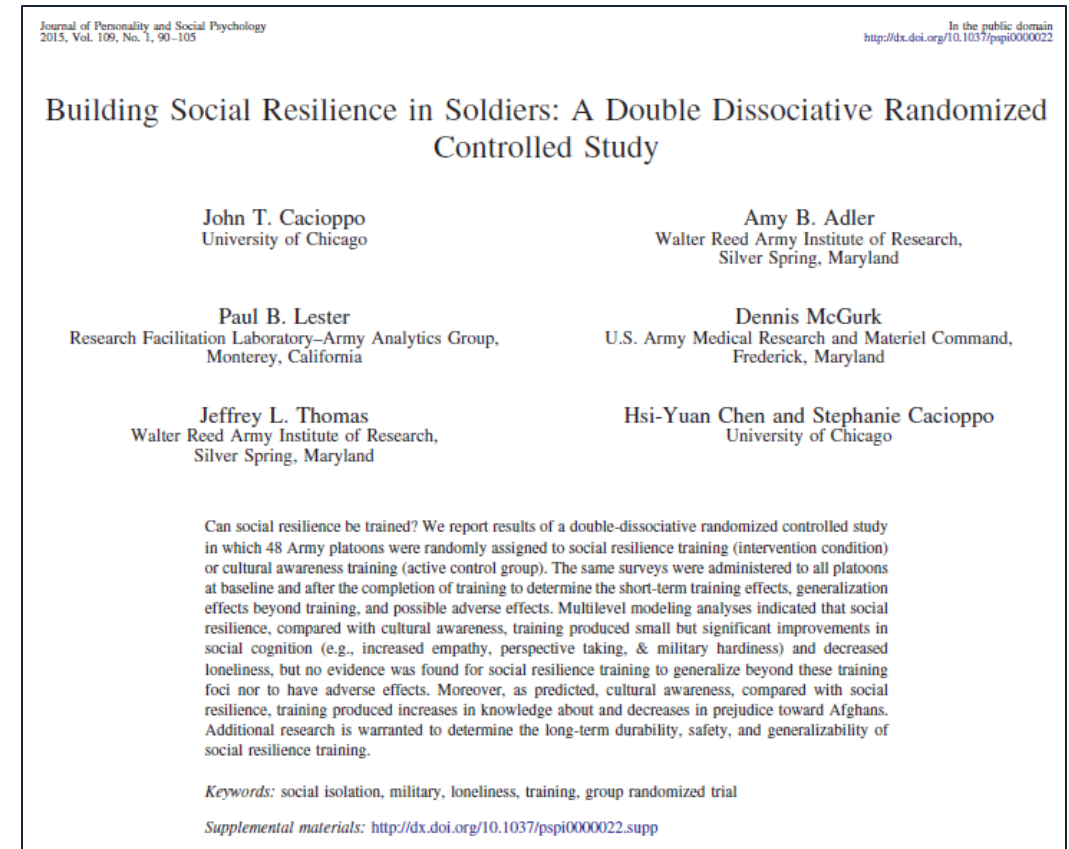 Journal of Personality and Social Psychology
2015, Vol. 109, No. 1, 90–105
In the public domain
http://dx.doi.org/10.1037/pspi0000022
Building Social Resilience in Soldiers: A Double Dissociative Randomized
Controlled Study
John T. Cacioppo
University of Chicago
Amy B. Adler
Walter Reed Army Institute of Research,
Silver Spring, Maryland
Paul B. Lester
Research Facilitation Laboratory–Army Analytics Group,
Monterey, California
Dennis McGurk
U.S. Army Medical Research and Materiel Command,
Frederick, Maryland
Jeffrey L. Thomas
Walter Reed Army Institute of Research,
Silver Spring, Maryland
Hsi-Yuan Chen and Stephanie Cacioppo
University of Chicago
Can social resilience be trained? We report results of a double-dissociative randomized controlled study
in which 48 Army platoons were randomly assigned to social resilience training (intervention condition)
or cultural awareness training (active control group). The same surveys were administered to all platoons
at baseline and after the completion of training to determine the short-term training effects, generalization
effects beyond training, and possible adverse effects. Multilevel modeling analyses indicated that social
resilience, compared with cultural awareness, training produced small but significant improvements in
social cognition (e.g., increased empathy, perspective taking, & military hardiness) and decreased
loneliness, but no evidence was found for social resilience training to generalize beyond these training
foci nor to have adverse effects. Moreover, as predicted, cultural awareness, compared with social
resilience, training produced increases in knowledge about and decreases in prejudice toward Afghans.
Additional research is warranted to determine the long-term durability, safety, and generalizability of
social resilience training.
Keywords: social isolation, military, loneliness, training, group randomized trial
Supplemental materials: http://dx.doi.org/10.1037/pspi0000022.supp